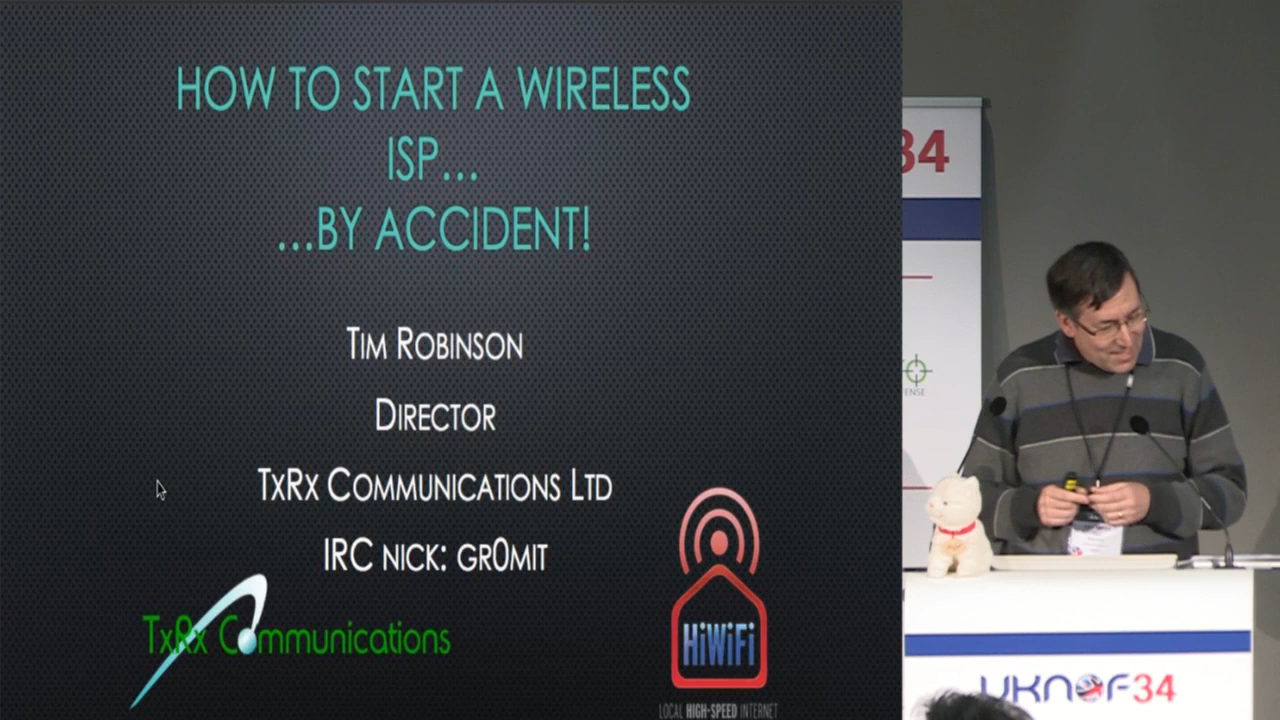 HOW TO START A WIRELESS
ISP...
...BY ACCIDENT!
TIM ROBINSON
DIRECTOR
TXRX COMMUNICATIONS LTD
IRC NICK: GR0MIT
TxRx Communications
HiWiFi
LOCAL HIGH-SPEED INTERNET
34
UKNOF34